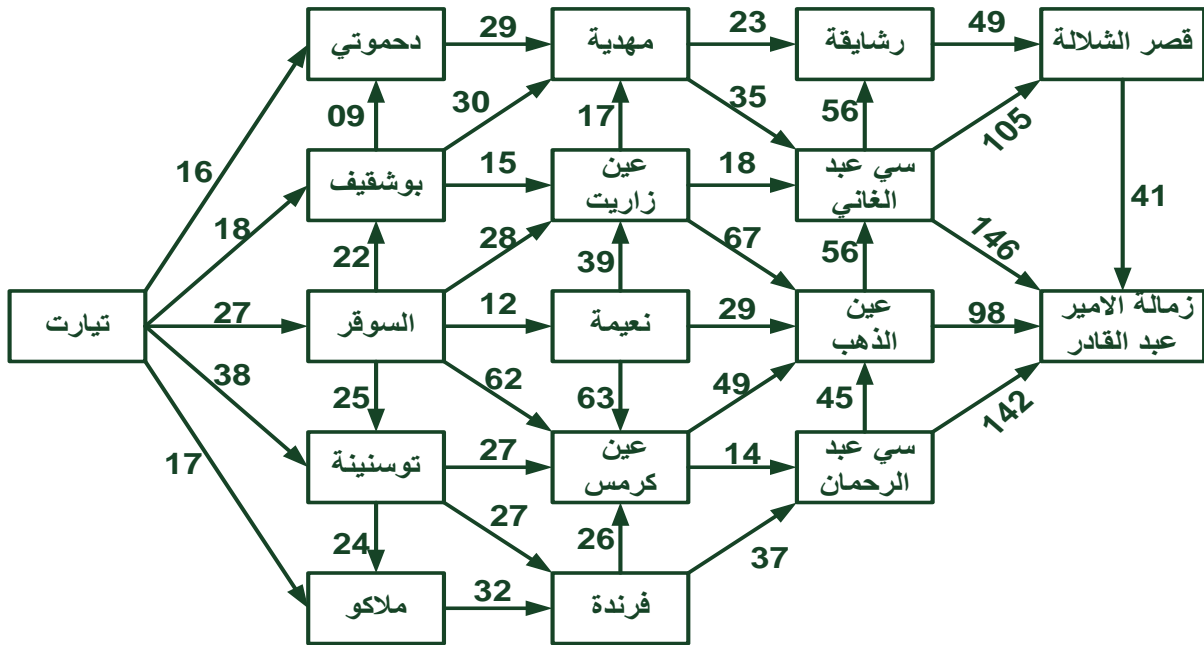 دحموتي
29
مهدية
23
رشايقة
49
قصر الشلالة
16
09
30
17
35
56
105
41
بوشقيف
15
عين
زاريت
18
سي عبد
الغاني
18
22
28
39
67
56
146
تيارت
27
السوقر
12
نعيمة
29
عين
الذهب
98
زمالة الامير
عبد القادر
38
25
62
63
49
45
142
17
توسنينة
27
عين
كرمس
14
سي عبد
الرحمان
24
27
26
37
ملاكو
32
فرندة